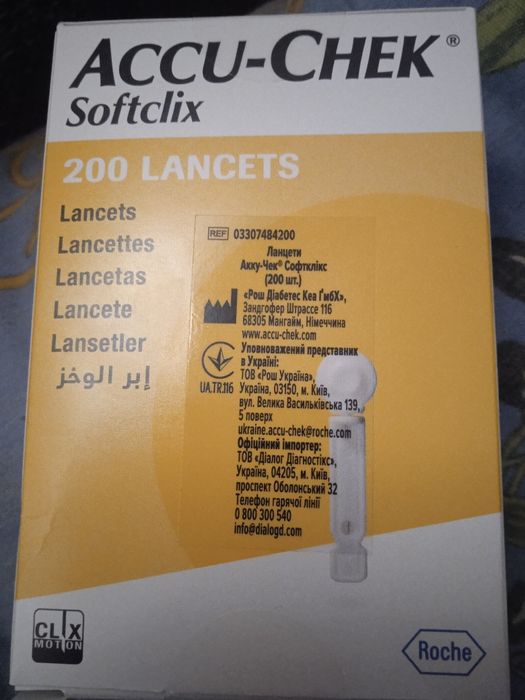 ACCU-CHEK®
Softclix
200 LANCETS
Lancets
Lancettes
Lancetas
Lancete
Lansetler
إبر الوخز
REF 03307484200
Ланцети
Акку-Чек® Софтклікс
(200 шт.)
«Рош Діабетес Кеа ҐмбХ»,
Зандгофер Штрассе 116
68305 Мангайм, Німеччина
www.accu-chek.com
UA.TR.116
Уповноважений представник
в Україні:
ТОВ «Рош Україна»,
Україна, 03150, м. Київ,
вул. Велика Васильківська 139,
5 поверх
ukraine.accu-chek@roche.com
Офіційний імпортер:
ТОВ «Діалог Діагностікс»,
Україна, 04205, м. Київ,
проспект Оболонський 32
Телефон гарячої лінії
0 800 300 540
info@dialogd.com
CLIX
MOTION
Roche